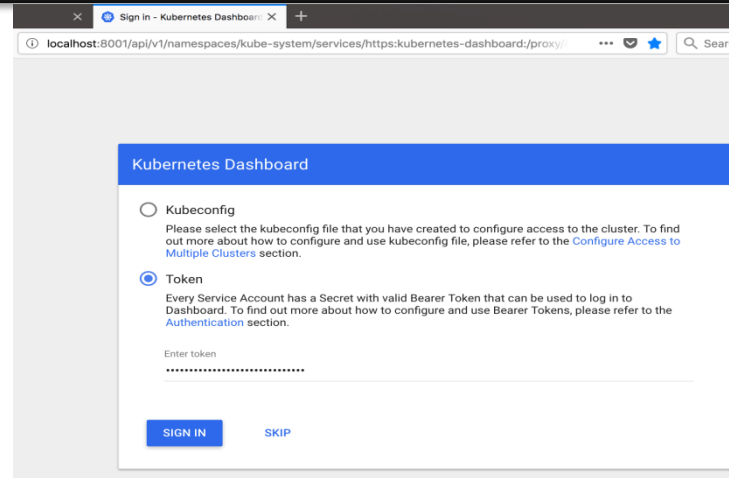 Sign in - Kubernetes Dashboar
localhost:8001/api/v1/namespaces/kube-system/services/https:kubernetes-dashboard:/proxy/
Sear
Kubernetes Dashboard
Kubeconfig
Please select the kubeconfig file that you have created to configure access to the cluster. To find
out more about how to configure and use kubeconfig file, please refer to the Configure Access to
Multiple Clusters section.
Token
Every Service Account has a Secret with valid Bearer Token that can be used to log in to
Dashboard. To find out more about how to configure and use Bearer Tokens, please refer to the
Authentication section.
Enter token
••••••••••••••••••••••••••••••
SIGN IN
SKIP